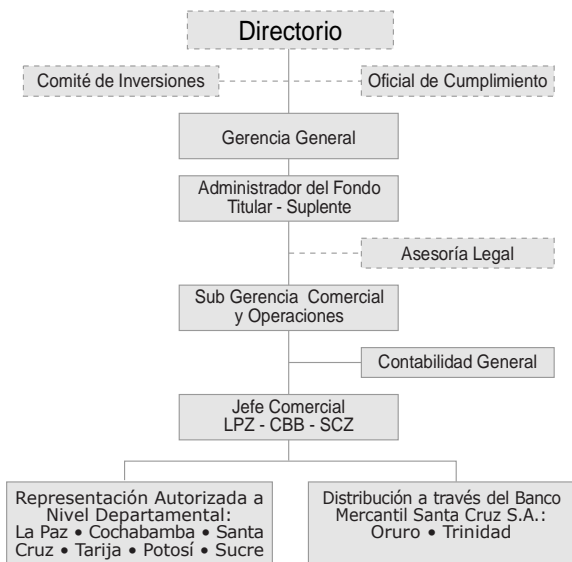 Directorio
Comité de Inversiones
Oficial de Cumplimiento
Gerencia General
Administrador del Fondo
Titular - Suplente
Asesoría Legal
Sub Gerencia Comercial
y Operaciones
Contabilidad General
Jefe Comercial
LPZ - CBB - SCZ
Representación Autorizada a
Nivel Departamental:
La Paz • Cochabamba • Santa
Cruz • Tarija • Potosí • Sucre
Distribución a través del Banco
Mercantil Santa Cruz S.A.:
Oruro • Trinidad